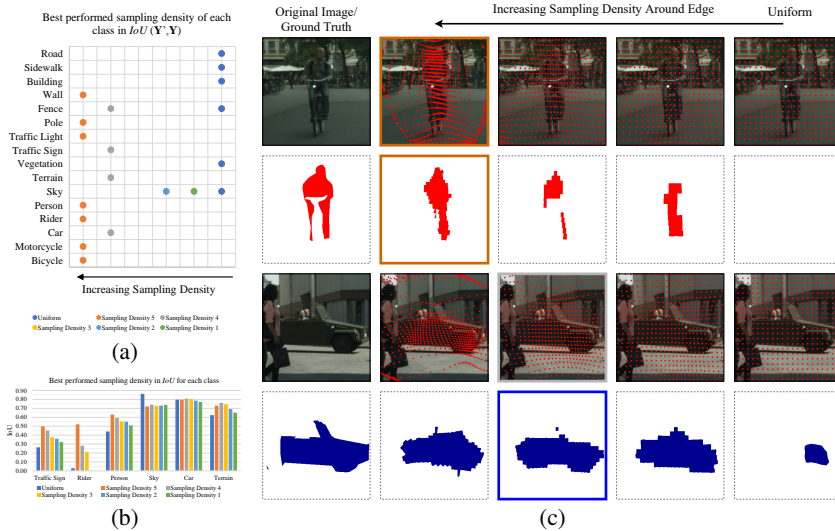 Best performed sampling density of each
class in IoU (Y',Y)
Road
Sidewalk
Building
Wall
Fence
Pole
Traffic Light
Traffic Sign
Vegetation
Terrain
Sky
Person
Rider
Car
Motorcycle
Bicycle
Increasing Sampling Density
Uniform
Sampling Density 5
Sampling Density 4
Sampling Density 3
Sampling Density 2
Sampling Density 1
(a)
Best performed sampling density in IoU for each class
IoU
0.90
0.80
0.70
0.60
0.50
0.40
0.30
0.20
0.10
0.00
Traffic Sign
Rider
Person
Sky
Car
Terrain
Uniform
Sampling Density 5
Sampling Density 4
Sampling Density 3
Sampling Density 2
Sampling Density 1
(b)
Original Image/
Ground Truth
Increasing Sampling Density Around Edge
Uniform
(c)